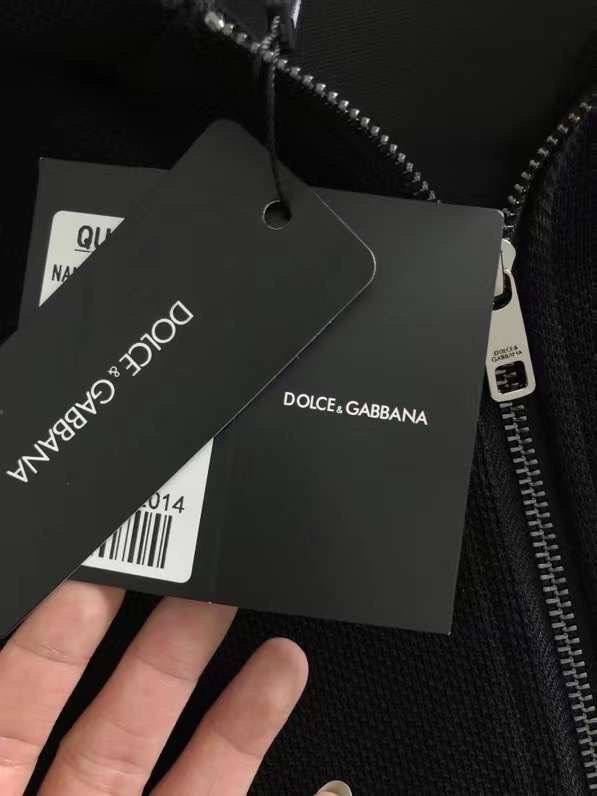 QU
NA
DOLCE & GABBANA
DOLCE & GABBANA
DOLCE &
GABBANA
014